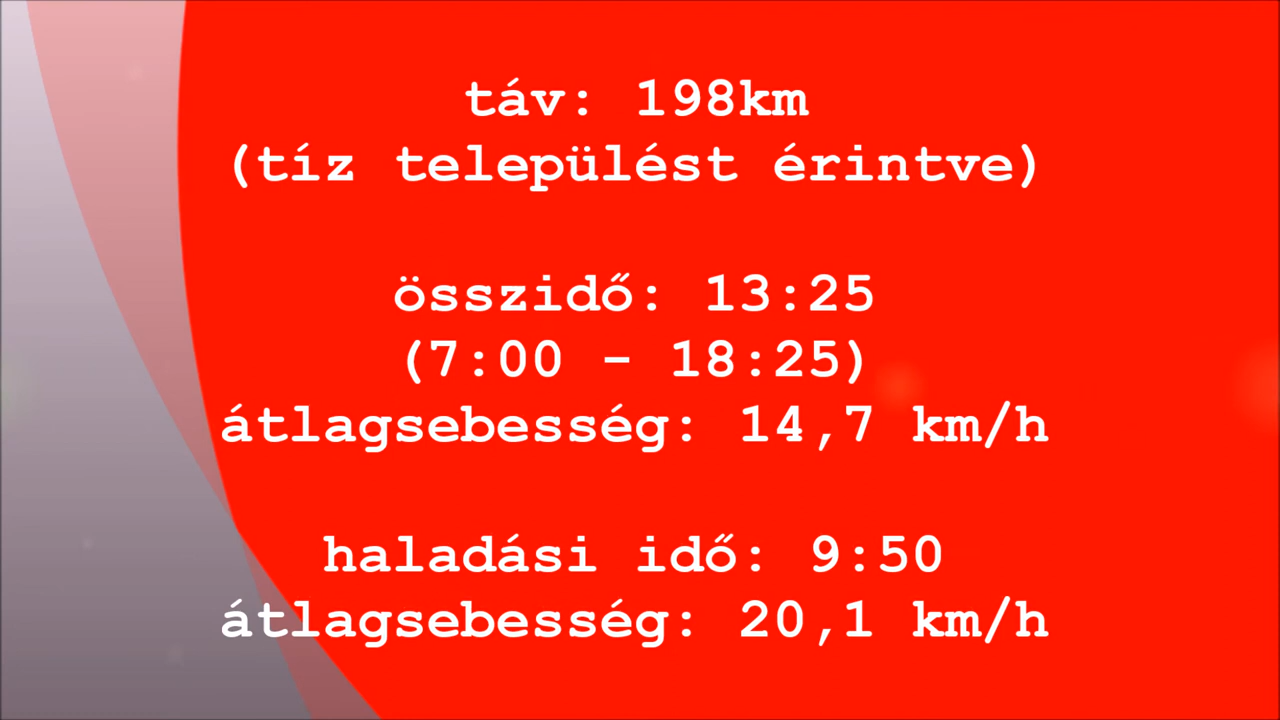 táv: 198km
(tíz települést érintve)
összidő: 13:25
(7:00 - 18:25)
átlagsebesség: 14,7 km/h
haladási idő: 9:50
átlagsebesség: 20,1 km/h